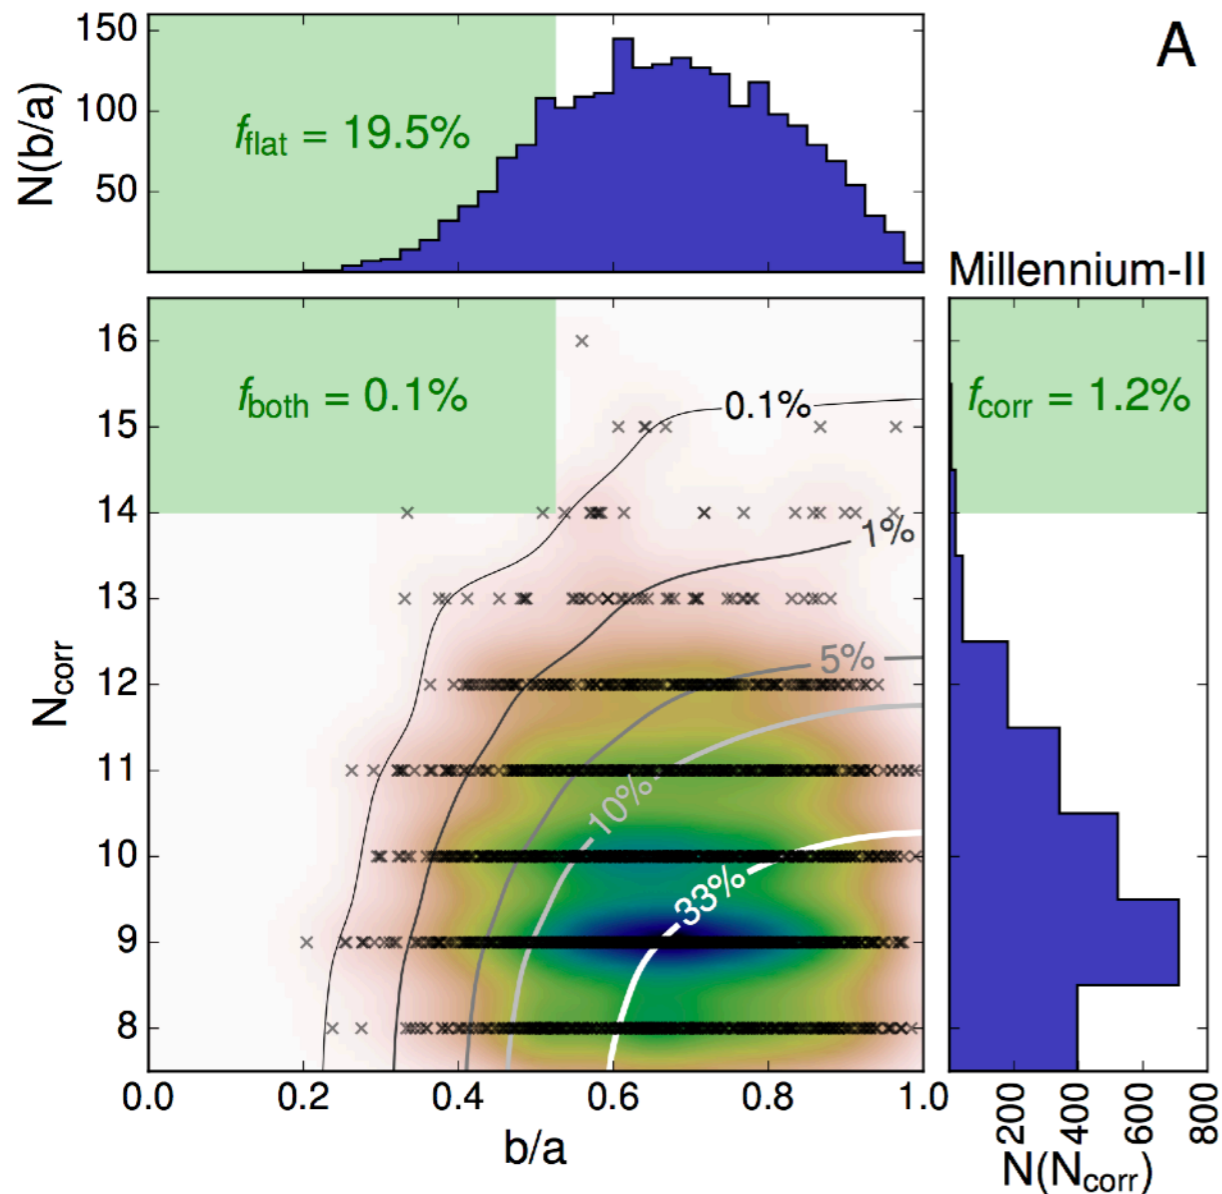 A
N(b/a)
150
100
50
f_flat = 19.5%
Millennium-II
N_corr
16
15
14
13
12
11
10
9
8
f_both = 0.1%
f_corr = 1.2%
0.1%
1%
5%
10%
33%
0.0 0.2 0.4 0.6 0.8 1.0
b/a
200 400 600 800
N(N_corr)